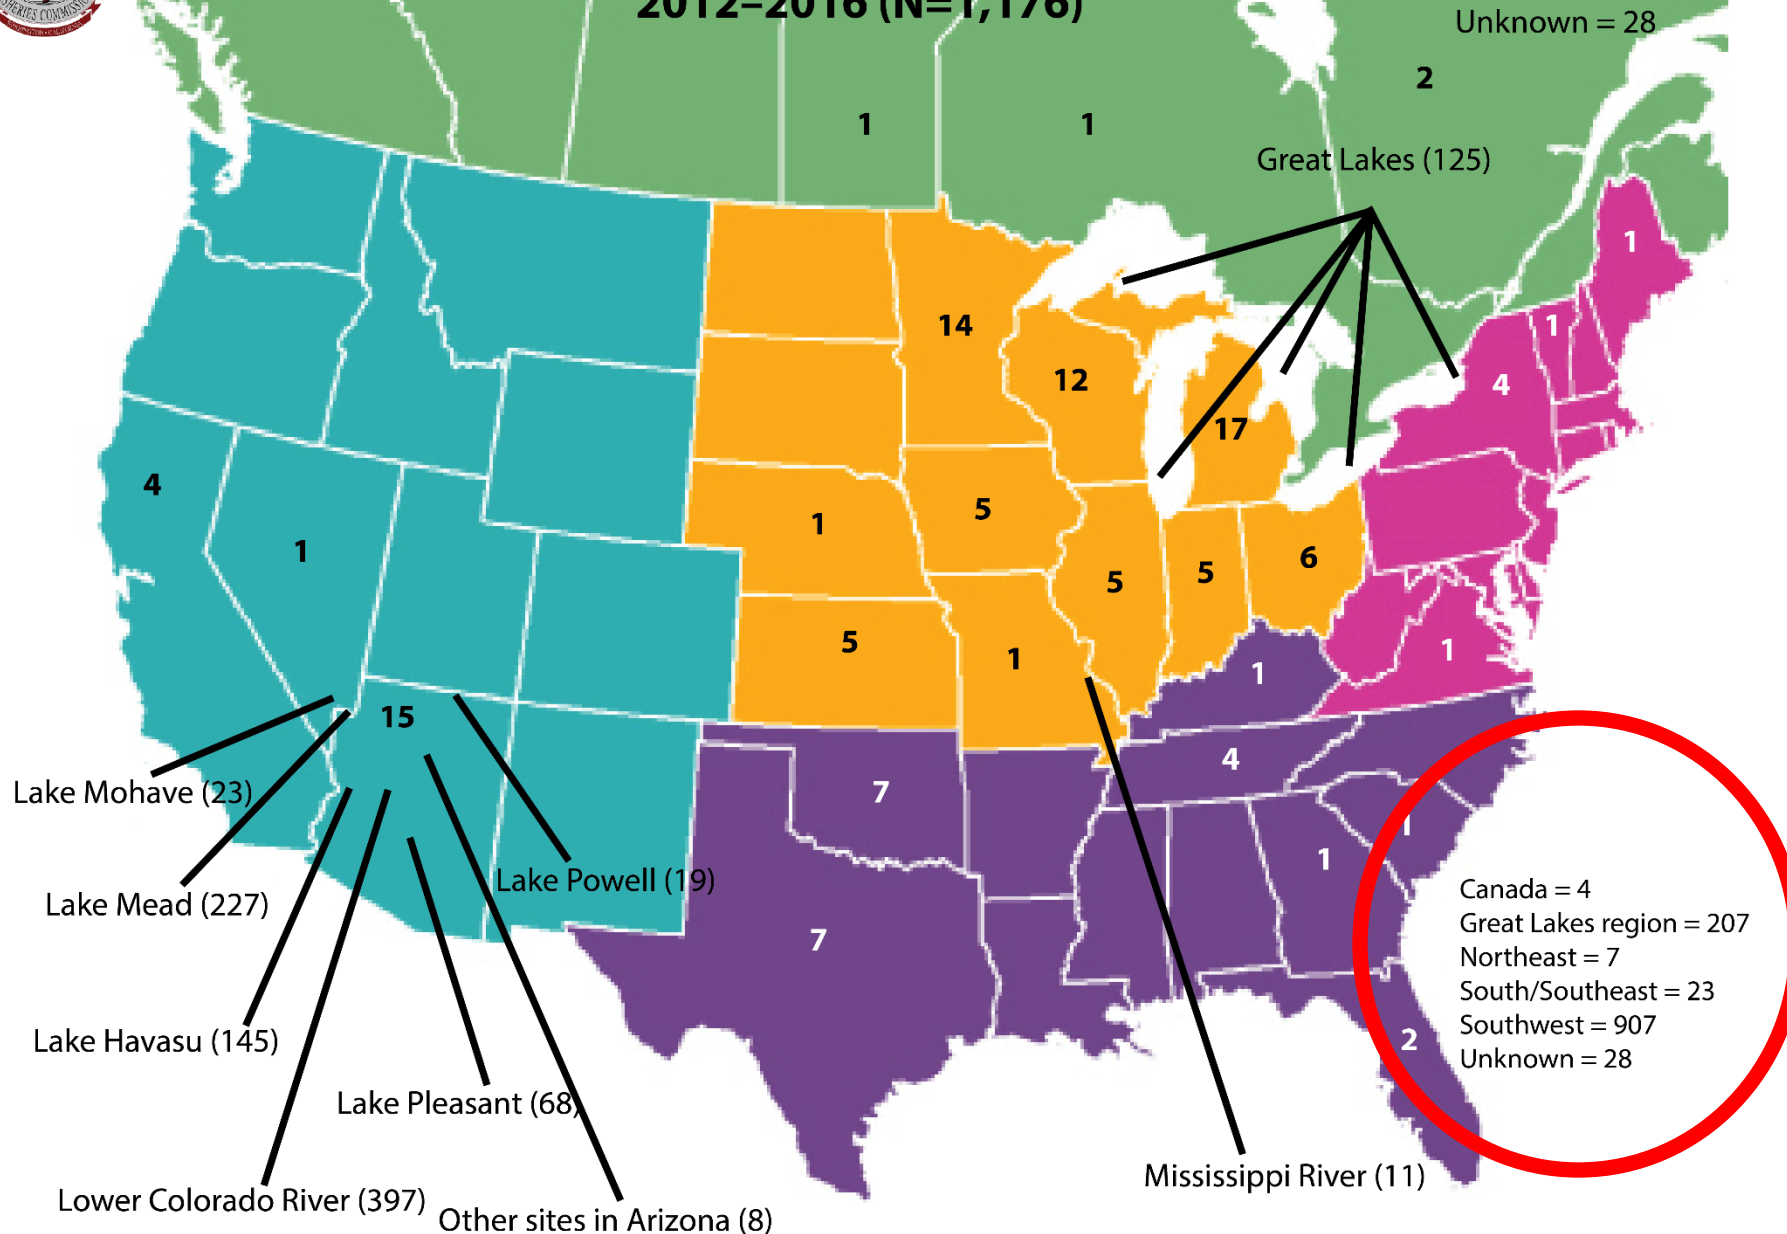 SHERIES COMMISSI
WASHINGTON • CALIFORNIA
2012–2016 (N=1,176)
Unknown = 28
2
1
1
Great Lakes (125)
1
14
1
12
4
17
4
5
1
1
5
6
5
5
1
1
1
15
4
Lake Mohave (23)
7
1
1
Lake Powell (19)
Canada = 4
Lake Mead (227)
Great Lakes region = 207
7
Northeast = 7
South/Southeast = 23
Southwest = 907
Lake Havasu (145)
2
Unknown = 28
Lake Pleasant (68)
Mississippi River (11)
Lower Colorado River (397)
Other sites in Arizona (8)